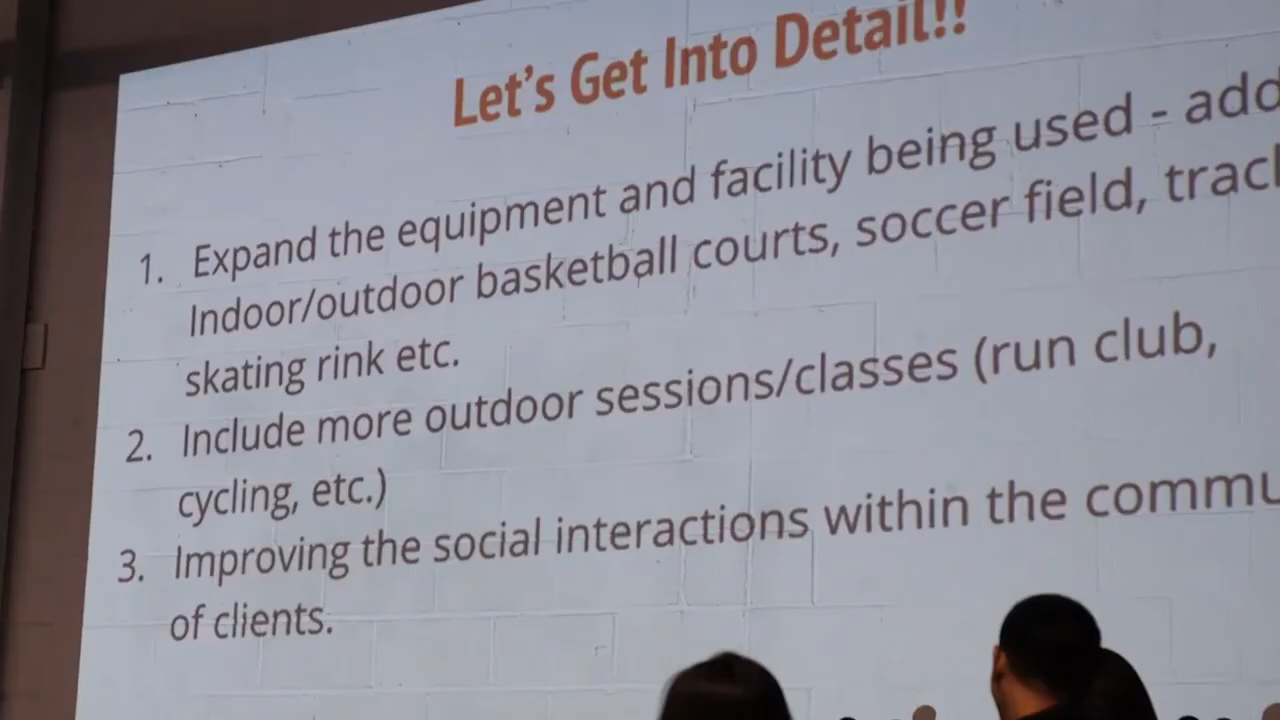 Let's Get Into Detail!!
1. Expand the equipment and facility being used - add
Indoor/outdoor basketball courts, soccer field,
skating rink etc.
2. Include more outdoor sessions/classes (run club,
cycling, etc.)
3. Improving the social interactions within the
of clients.